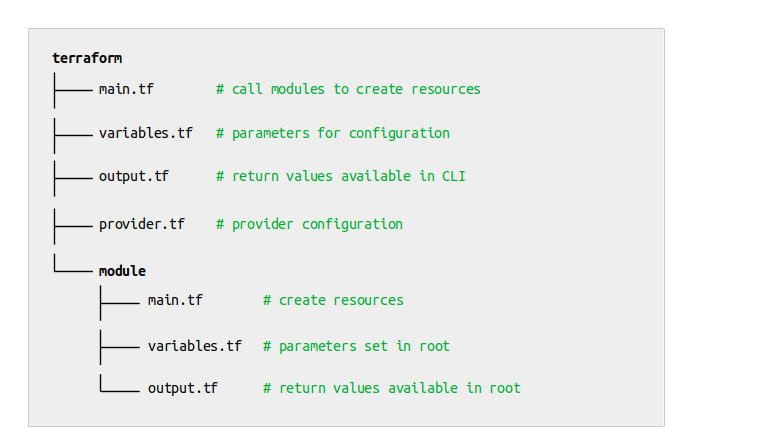 terraform
main.tf # call modules to create resources
variables.tf # parameters for configuration
output.tf # return values available in CLI
provider.tf # provider configuration
module
main.tf # create resources
variables.tf # parameters set in root
output.tf # return values available in root